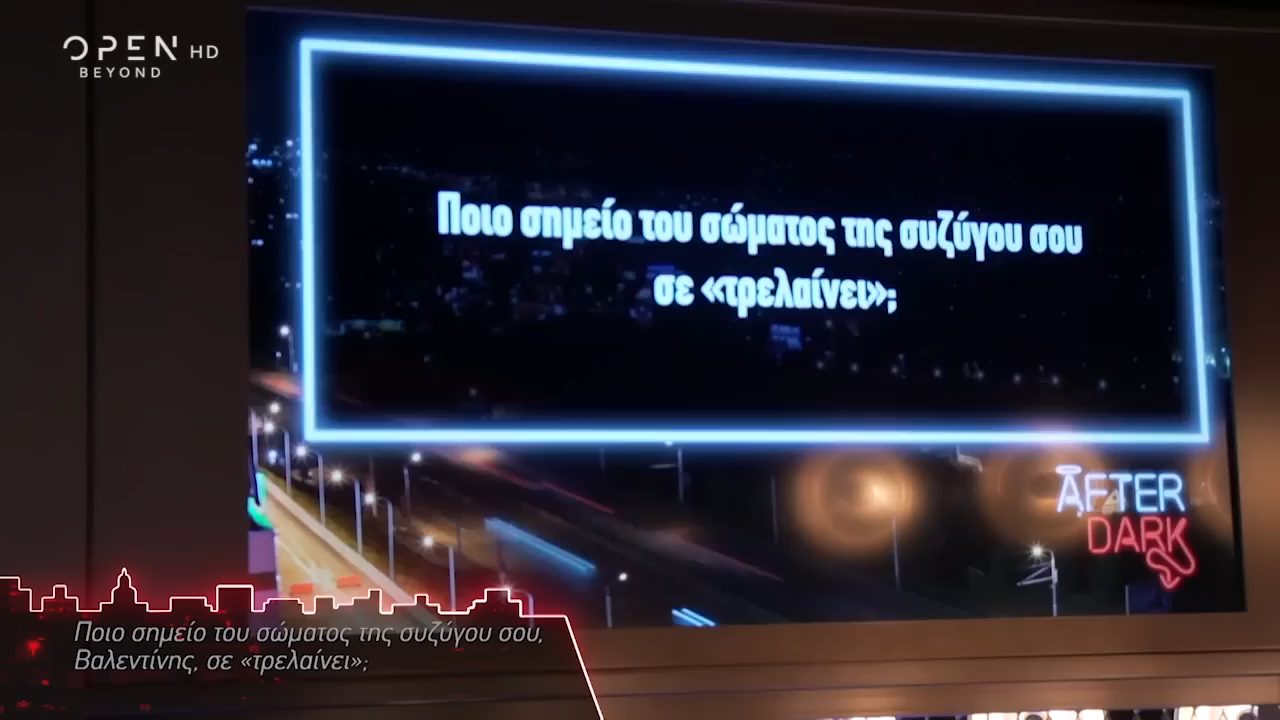 OPEN HD
BEYOND
Ποιο σημείο του σώματος της συζύγου σου
σε «τρελαίνει»;
AFTER
DARK
Ποιο σημείο του σώματος της συζύγου σου,
Βαλεντίνης, σε «τρελαίνει»;